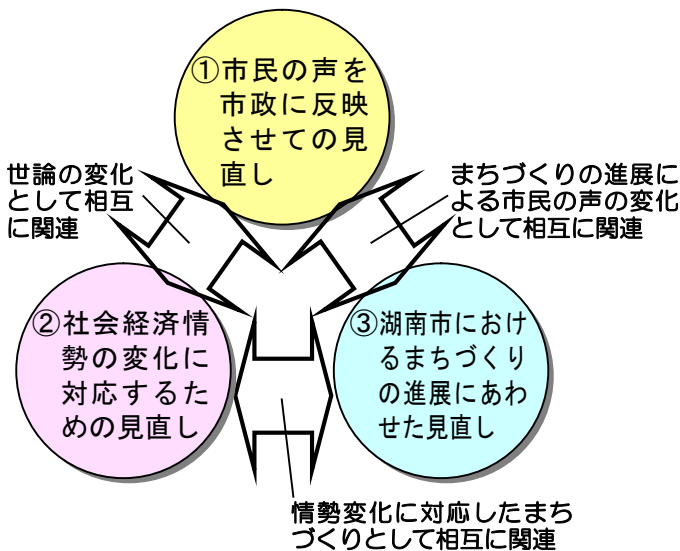 ①市民の声を
市政に反映
させての見
直し
世論の変化
として相互
に関連
まちづくりの進展に
よる市民の声の変化
として相互に関連
②社会経済情
勢の変化に
対応するた
めの見直し
③湖南市におけ
るまちづくり
の進展にあわ
せた見直し
情勢変化に対応したまち
づくりとして相互に関連